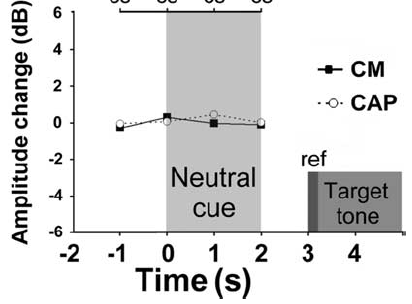 Amplitude change (dB)
6
4
2
0
-2
-4
-6
CM
CAP
Neutral
cue
ref
Target
tone
-2 -1 0 1 2 3 4
Time (s)